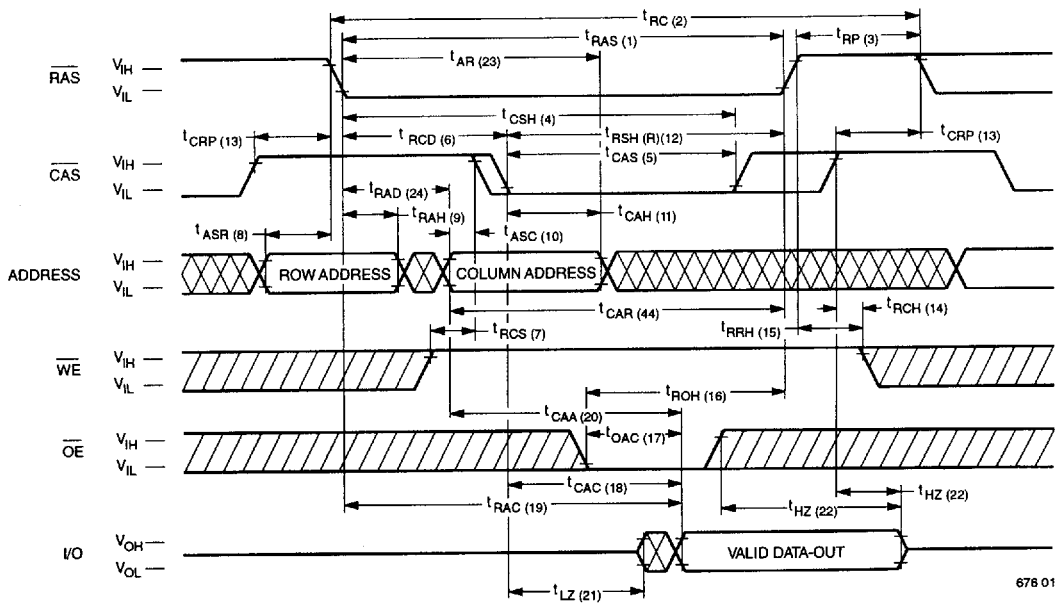 tRC (2)
tRAS (1)
tRP (3)
tAR (23)
RAS
VIH
VIL
tCSH (4)
tCRP (13)
tRCD (6)
tRSH (R)(12)
tCRP (13)
CAS
VIH
VIL
tCAS (5)
tRAD (24)
tRAH (9)
tCAH (11)
tASR (8)
tASC (10)
ADDRESS
VIH
VIL
ROW ADDRESS
COLUMN ADDRESS
tCAR (44)
tRCH (14)
tRCS (7)
tRRH (15)
WE
VIH
VIL
tROH (16)
tCAA (20)
tOAC (17)
OE
VIH
VIL
tCAC (18)
tHZ (22)
tRAC (19)
tHZ (22)
I/O
VOH
VOL
VALID DATA-OUT
tLZ (21)
676 01